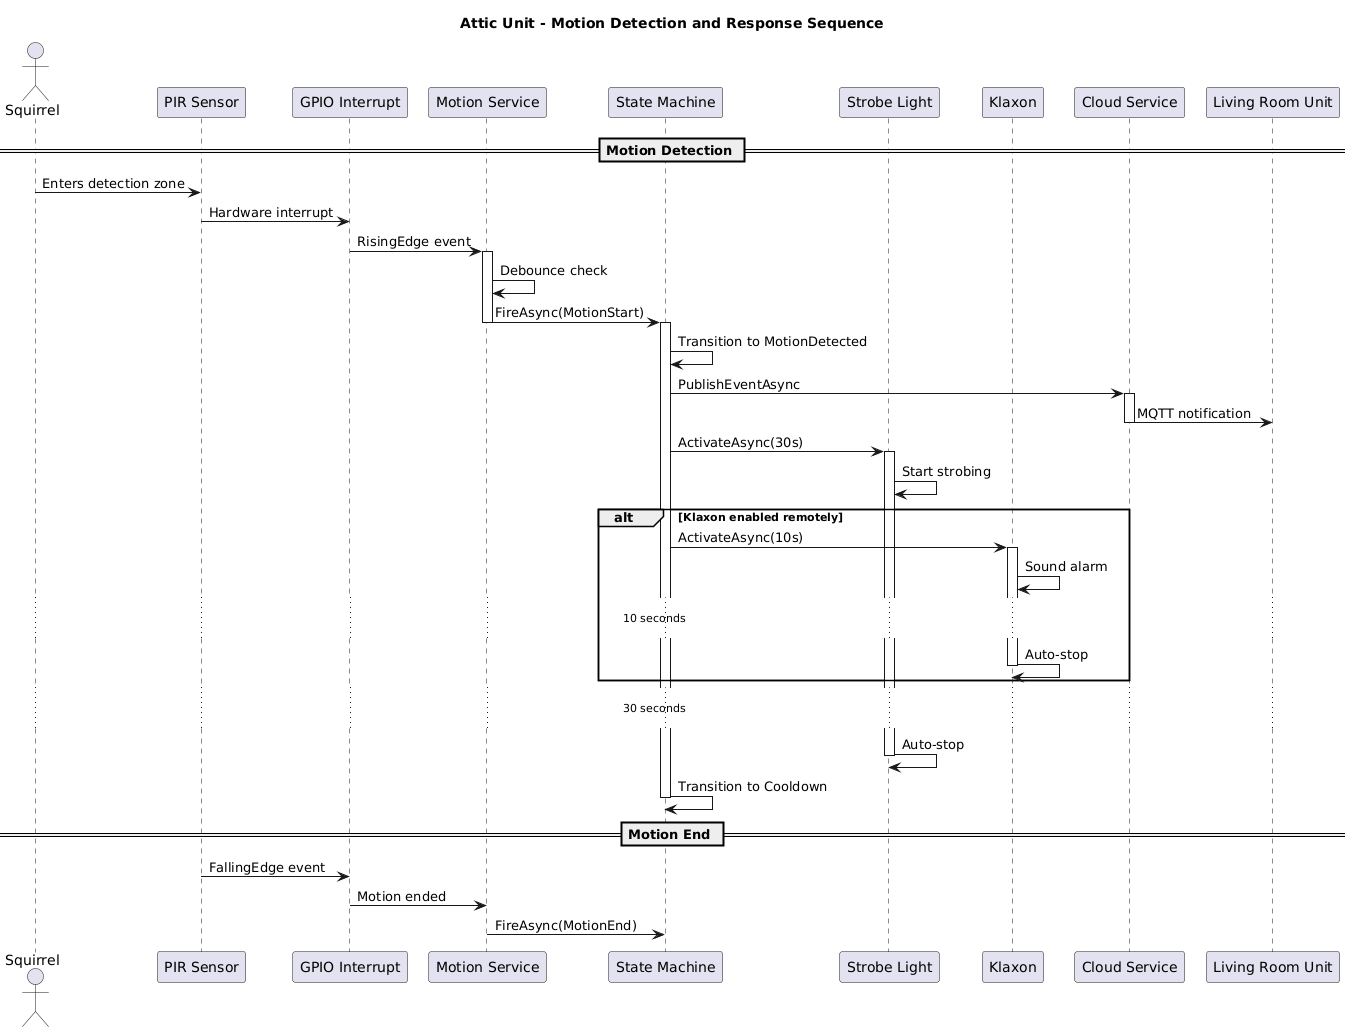 Attic Unit - Motion Detection and Response Sequence
Squirrel
PIR Sensor
GPIO Interrupt
Motion Service
State Machine
Strobe Light
Klaxon
Cloud Service
Living Room Unit
Motion Detection
Enters detection zone
Hardware interrupt
RisingEdge event
Debounce check
FireAsync(MotionStart)
Transition to MotionDetected
PublishEventAsync
MQTT notification
ActivateAsync(30s)
Start strobing
alt
[Klaxon enabled remotely]
ActivateAsync(10s)
Sound alarm
10 seconds
Auto-stop
30 seconds
Auto-stop
Transition to Cooldown
Motion End
FallingEdge event
Motion ended
FireAsync(MotionEnd)
Squirrel
PIR Sensor
GPIO Interrupt
Motion Service
State Machine
Strobe Light
Klaxon
Cloud Service
Living Room Unit